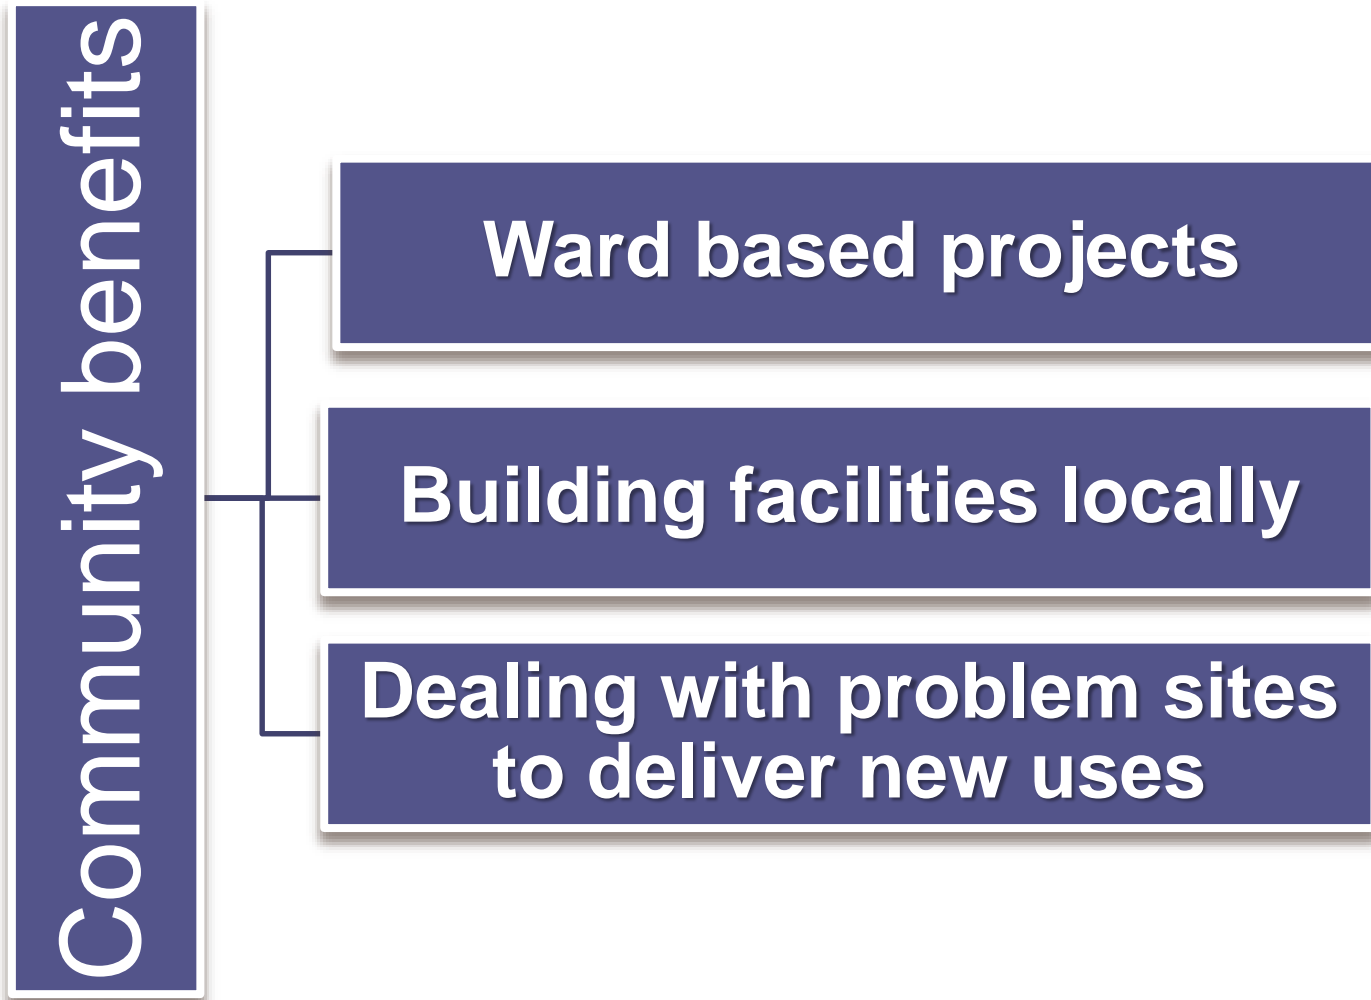 Community benefits
Ward based projects
Building facilities locally
Dealing with problem sites
to deliver new uses